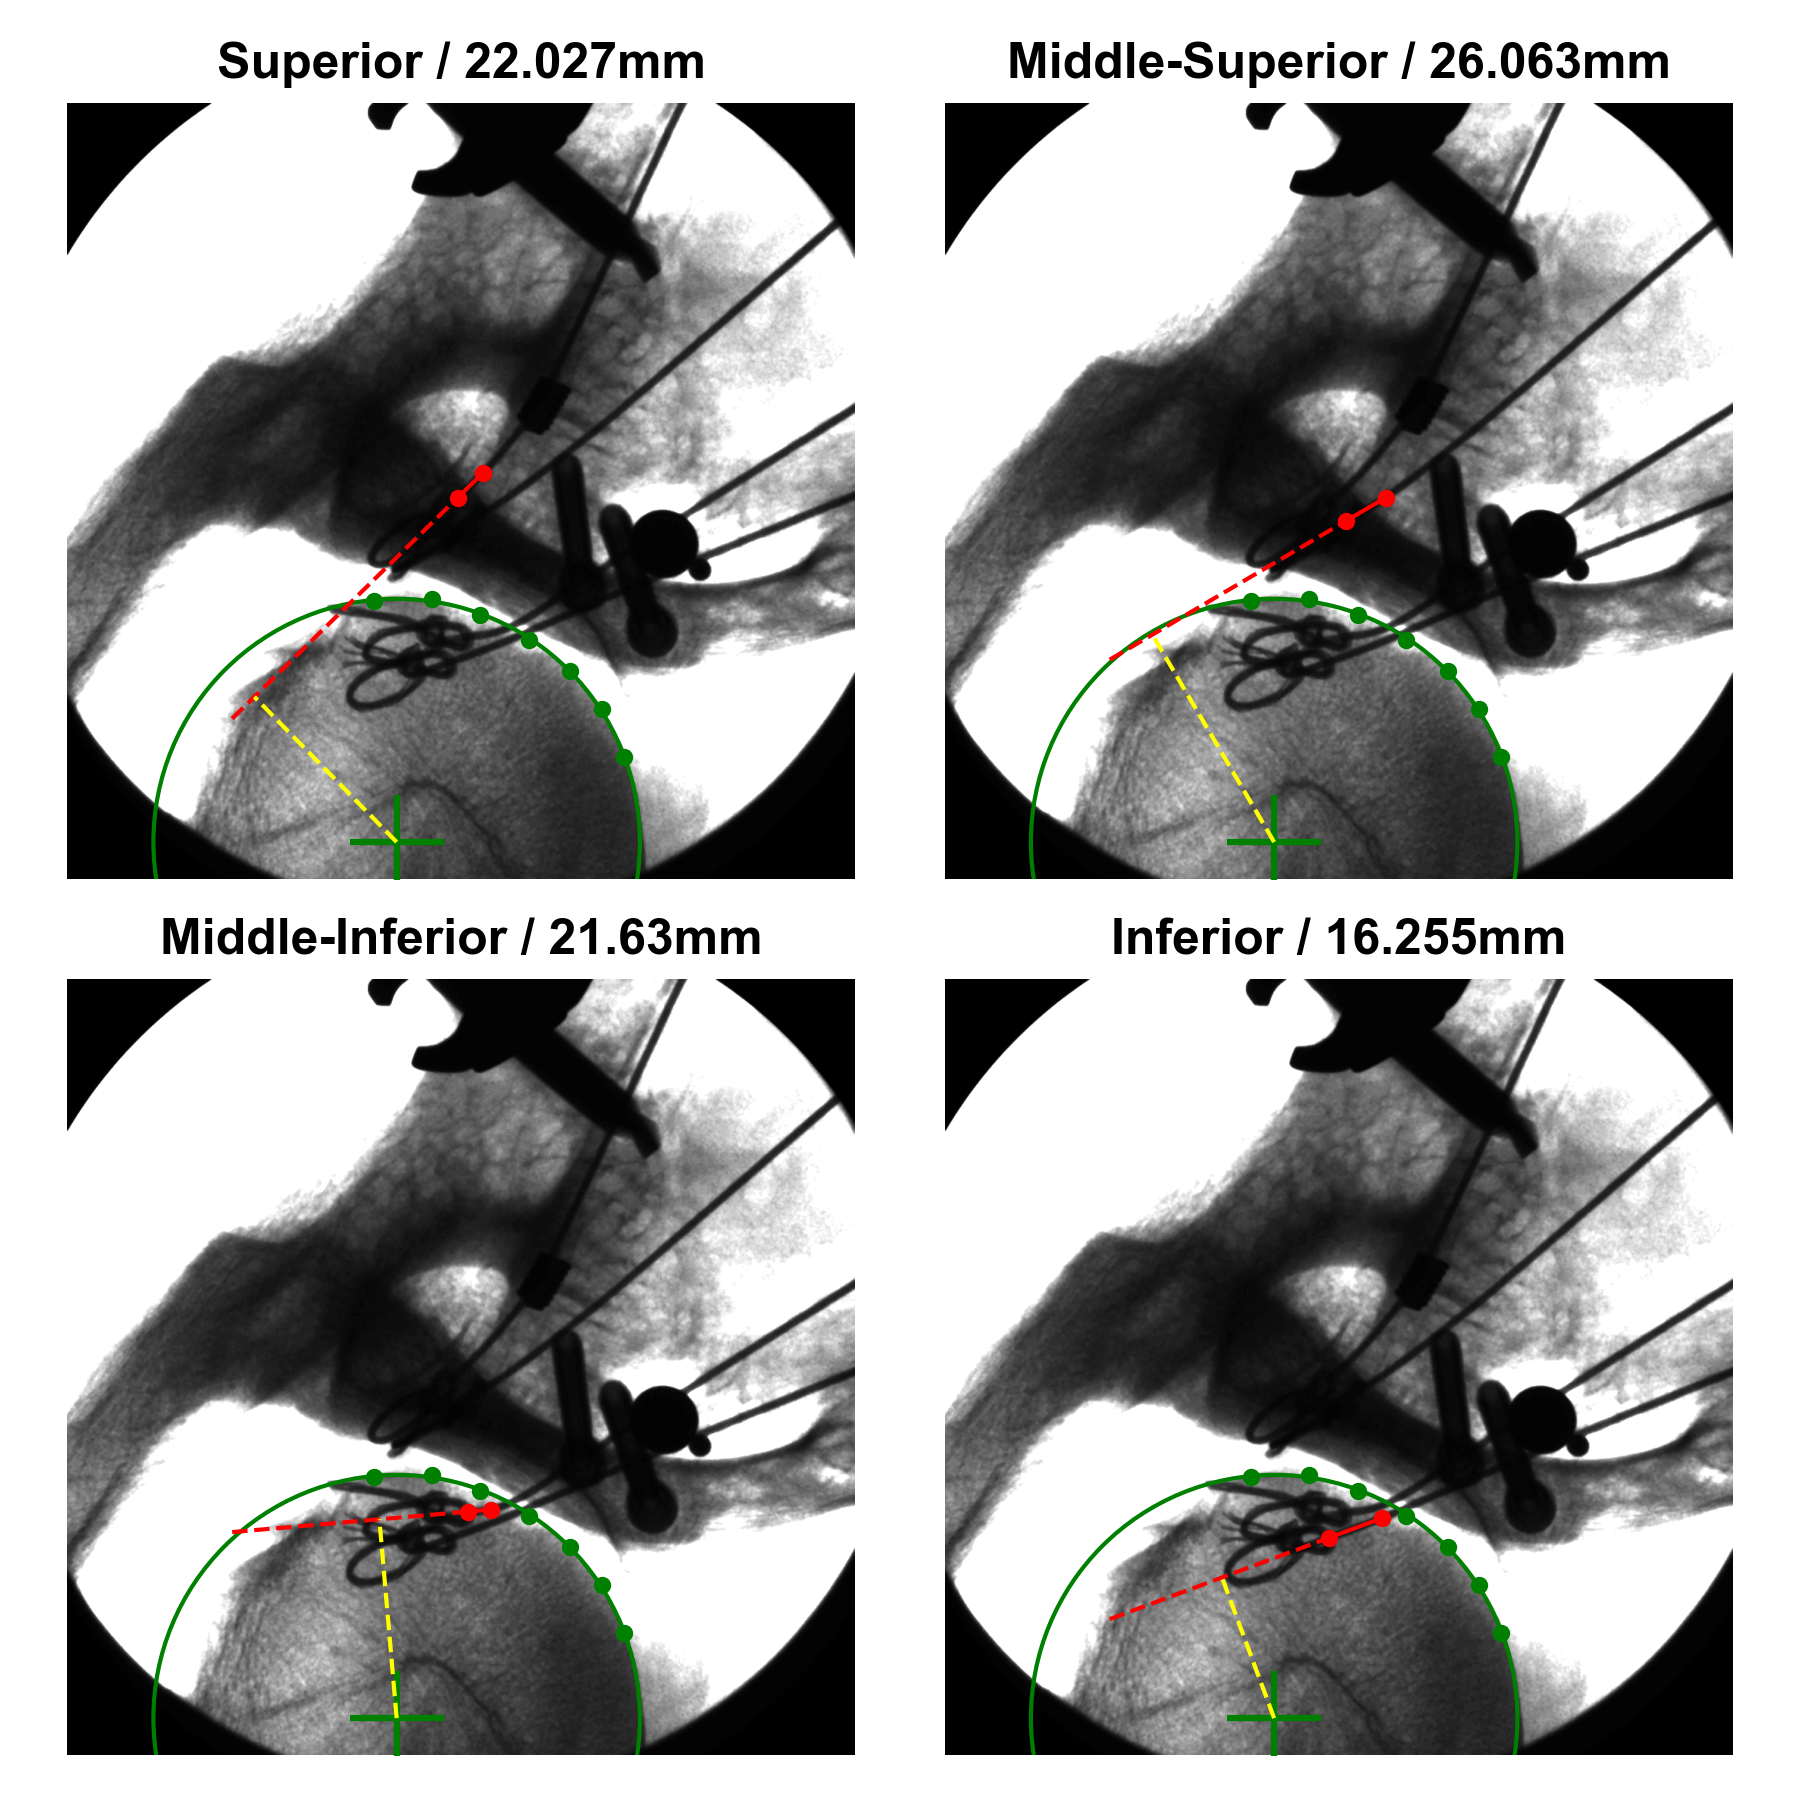 Superior / 22.027mm
Middle-Superior / 26.063mm
Middle-Inferior / 21.63mm
Inferior / 16.255mm